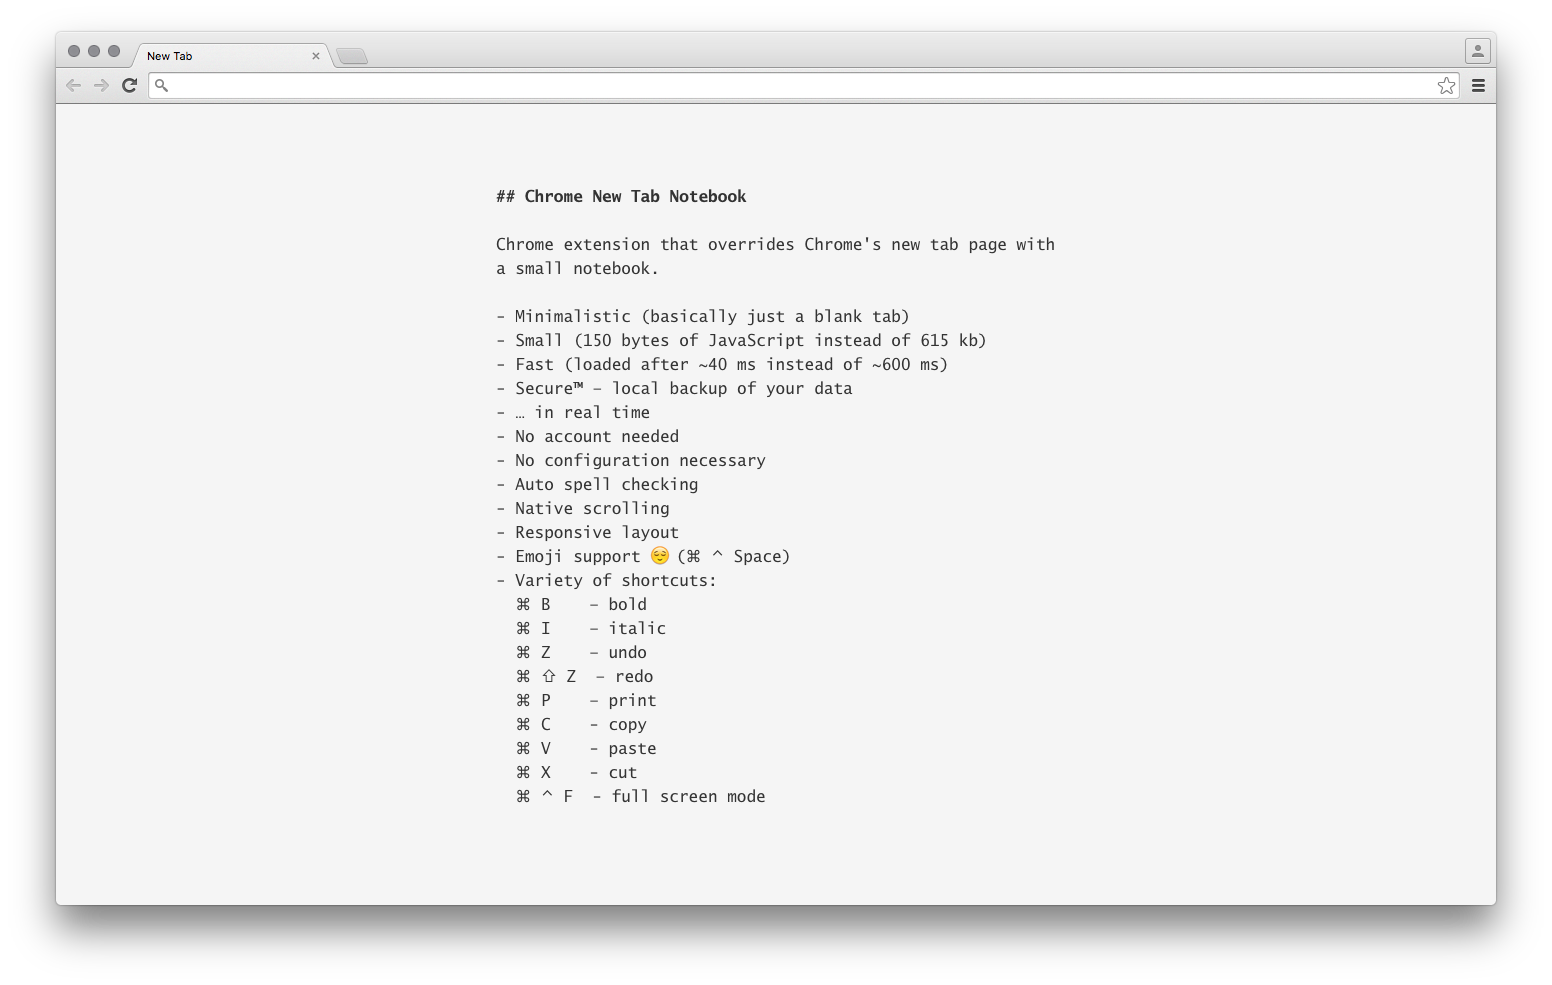 New Tab
## Chrome New Tab Notebook
Chrome extension that overrides Chrome's new tab page with
a small notebook.
- Minimalistic (basically just a blank tab)
- Small (150 bytes of JavaScript instead of 615 kb)
- Fast (loaded after ~40 ms instead of ~600 ms)
- Secure™ – local backup of your data
- … in real time
- No account needed
- No configuration necessary
- Auto spell checking
- Native scrolling
- Responsive layout
- Emoji support 😌 (⌘ ^ Space)
- Variety of shortcuts:
⌘ B – bold
⌘ I – italic
⌘ Z – undo
⌘ ⇧ Z – redo
⌘ P – print
⌘ C – copy
⌘ V – paste
⌘ X – cut
⌘ ^ F – full screen mode